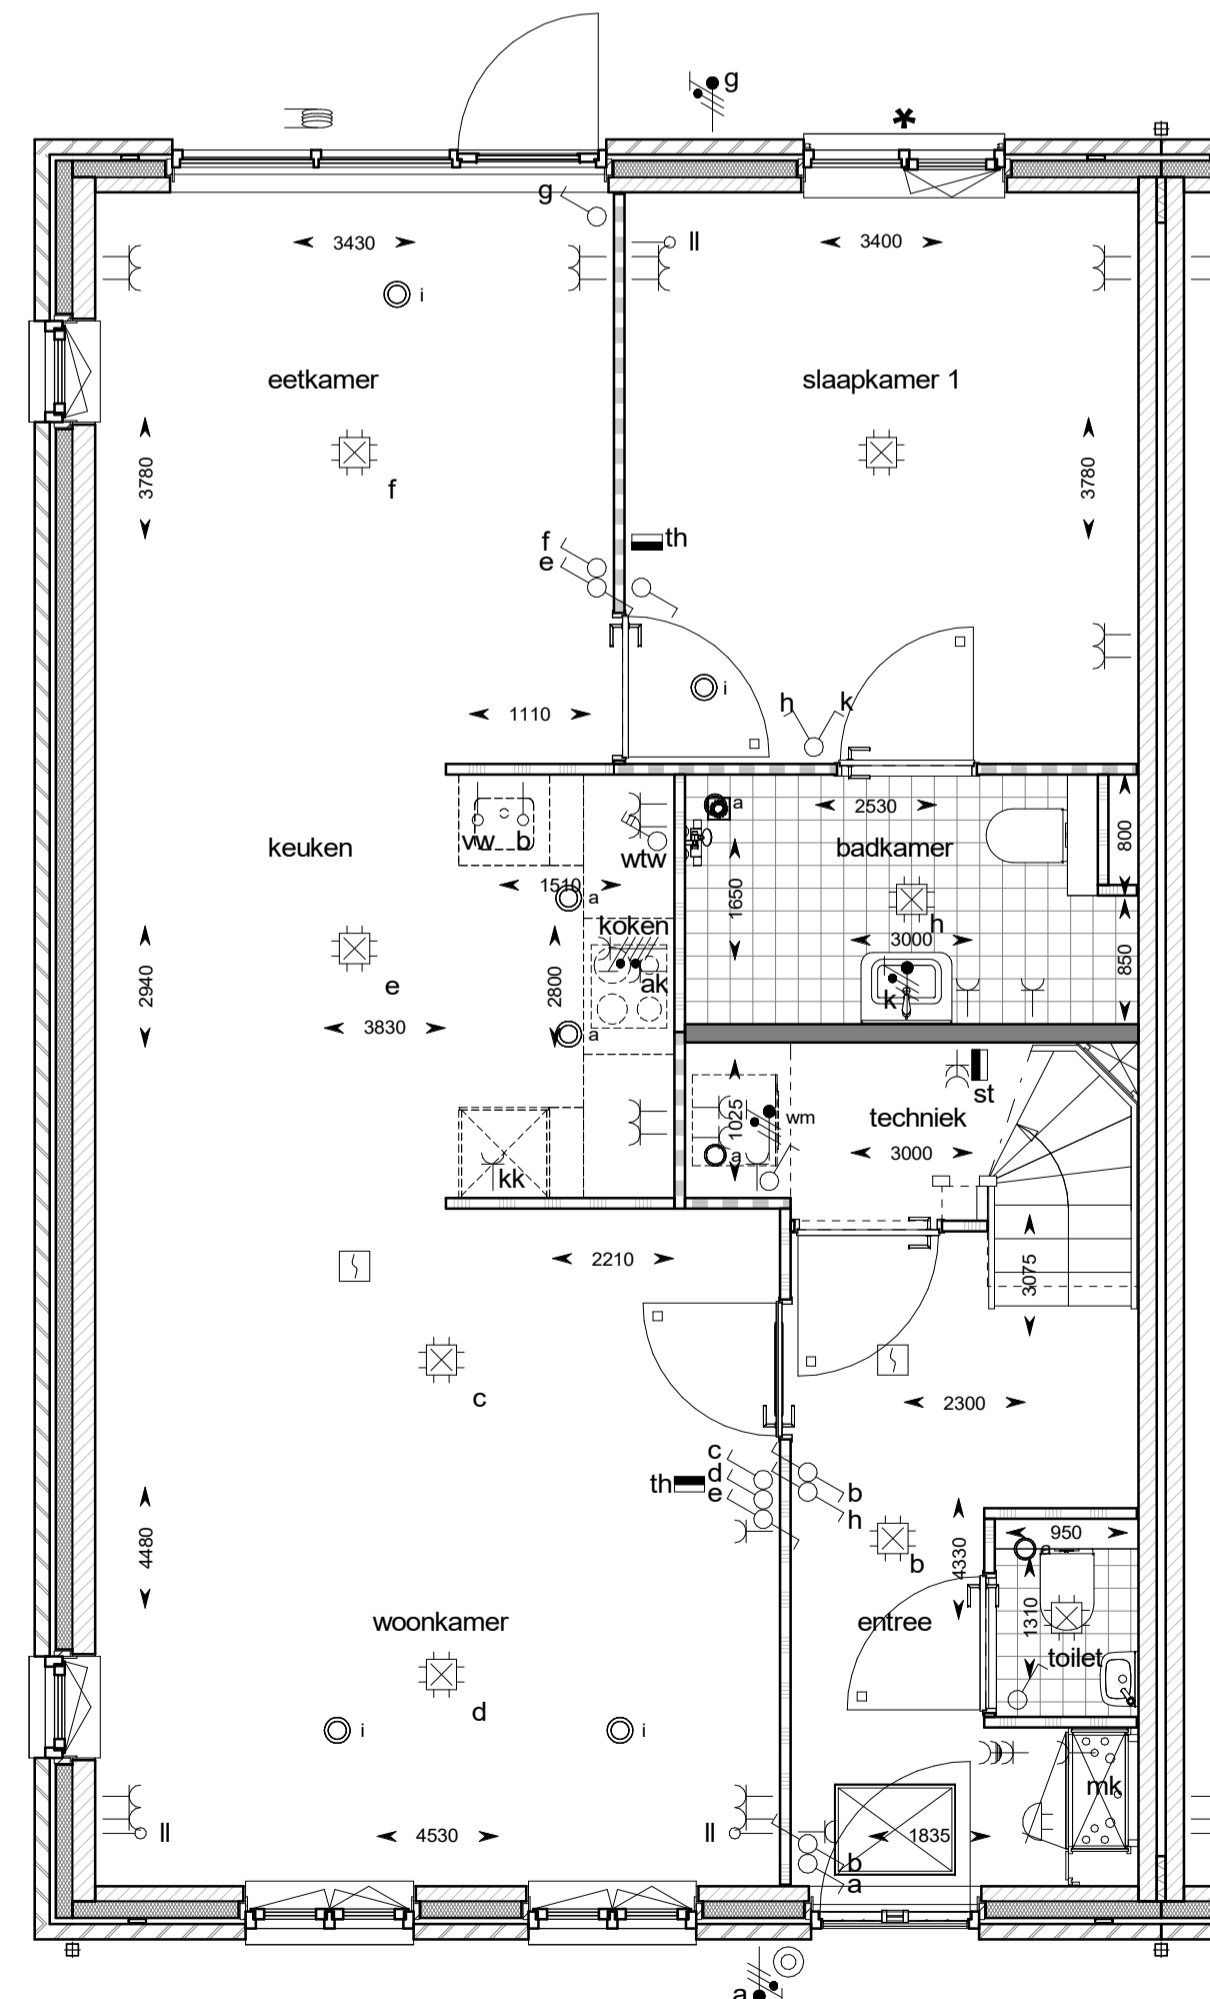 g
*
g
3430
ll
3400
i
eetkamer
slaapkamer 1
3780
f
3780
f
th
e
i
h k
1110
a
2530
800
keuken
vw b
wtw
badkamer
1510
a
1650
koken
h
3000
850
2940
e
2800
ak
k
3830
a
st
1025
wm
techniek
a
3000
kk
2210
3075
c
2300
c
th
d
e
b
h
950
a
4480
b
4330
1310
woonkamer
entree
toilet
d
i
i
mk
ll
ll
4530
1835
b
a
a